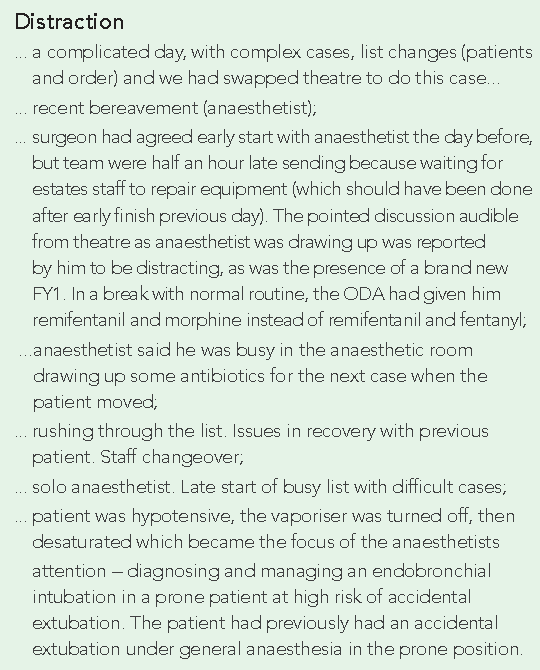 Distraction
... a complicated day, with complex cases, list changes (patients
and order) and we had swapped theatre to do this case...
... recent bereavement (anaesthetist);
... surgeon had agreed early start with anaesthetist the day before,
but team were half an hour late sending because waiting for
estates staff to repair equipment (which should have been done
after early finish previous day). The pointed discussion audible
from theatre as anaesthetist was drawing up was reported
by him to be distracting, as was the presence of a brand new
FY1. In a break with normal routine, the ODA had given him
remifentanil and morphine instead of remifentanil and fentanyl;
...anaesthetist said he was busy in the anaesthetic room
drawing up some antibiotics for the next case when the
patient moved;
... rushing through the list. Issues in recovery with previous
patient. Staff changeover;
... solo anaesthetist. Late start of busy list with difficult cases;
... patient was hypotensive, the vaporiser was turned off, then
desaturated which became the focus of the anaesthetists
attention – diagnosing and managing an endobronchial
intubation in a prone patient at high risk of accidental
extubation. The patient had previously had an accidental
extubation under general anaesthesia in the prone position.